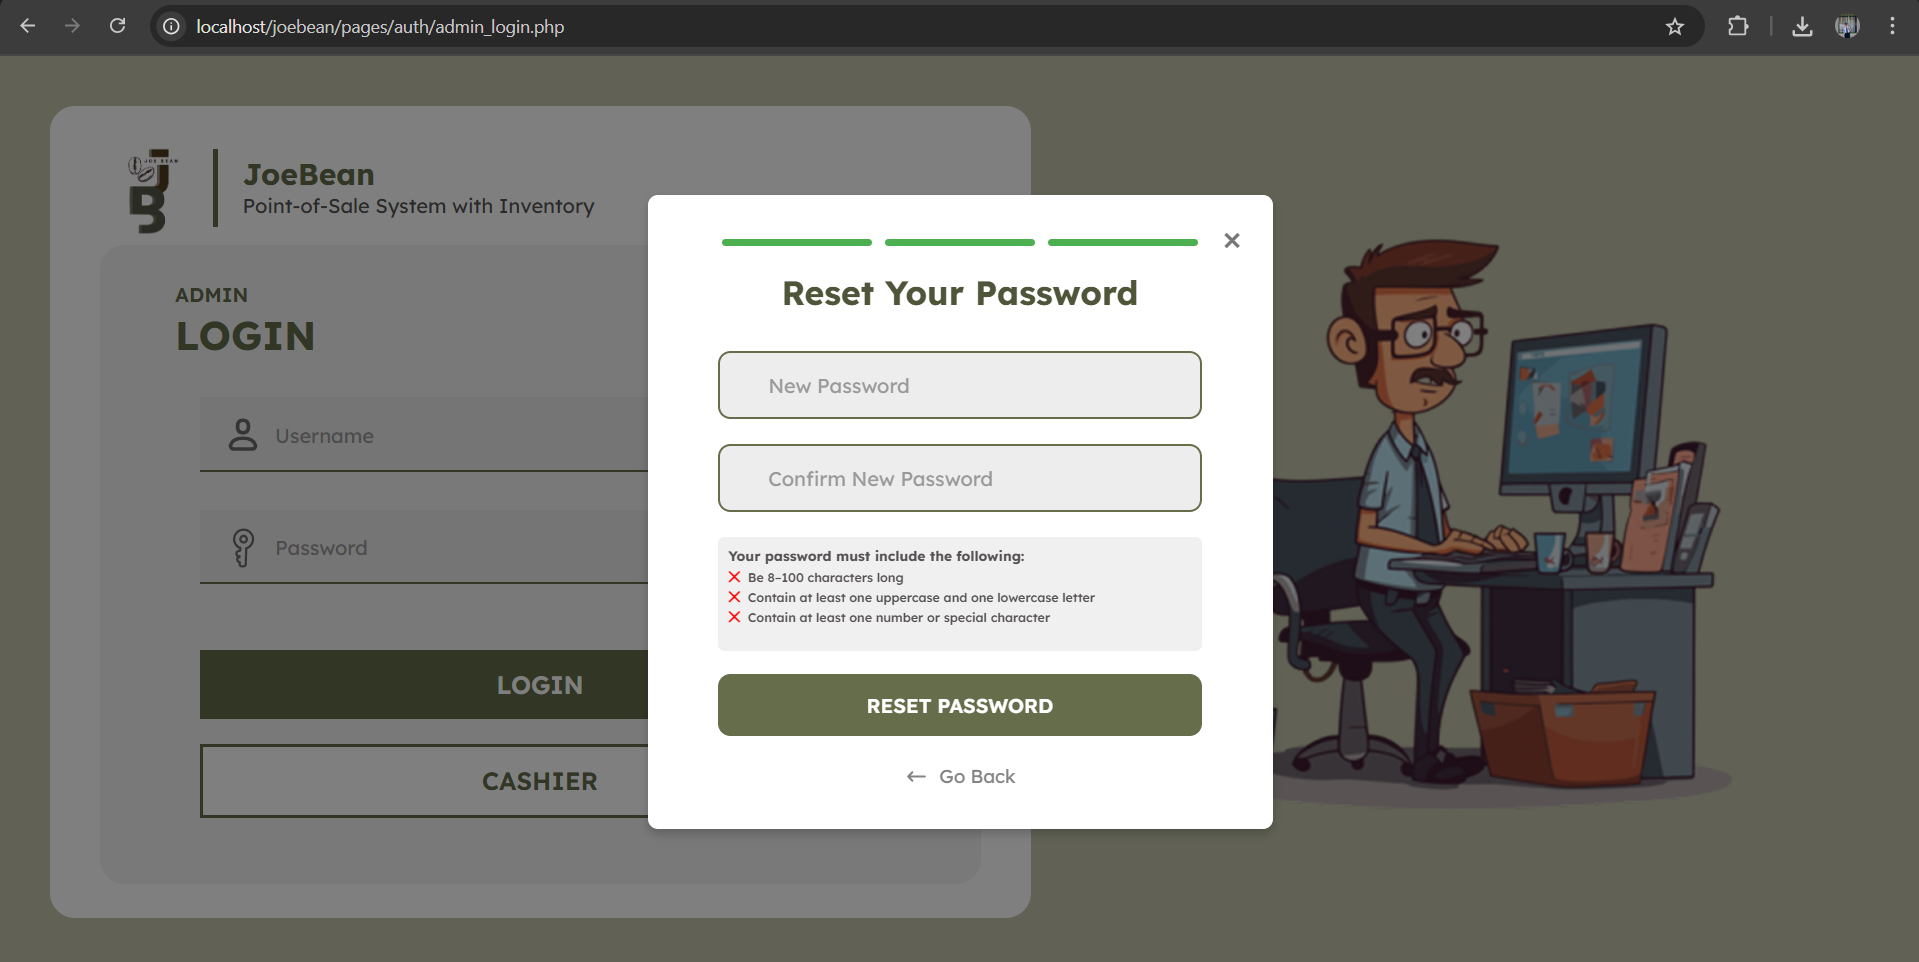 localhost/joebean/pages/auth/admin_login.php
JOE BEAN
JB
JoeBean
Point-of-Sale System with Inventory
ADMIN
LOGIN
Username
Password
LOGIN
CASHIER
Reset Your Password
New Password
Confirm New Password
Your password must include the following:
Be 8–100 characters long
Contain at least one uppercase and one lowercase letter
Contain at least one number or special character
RESET PASSWORD
← Go Back